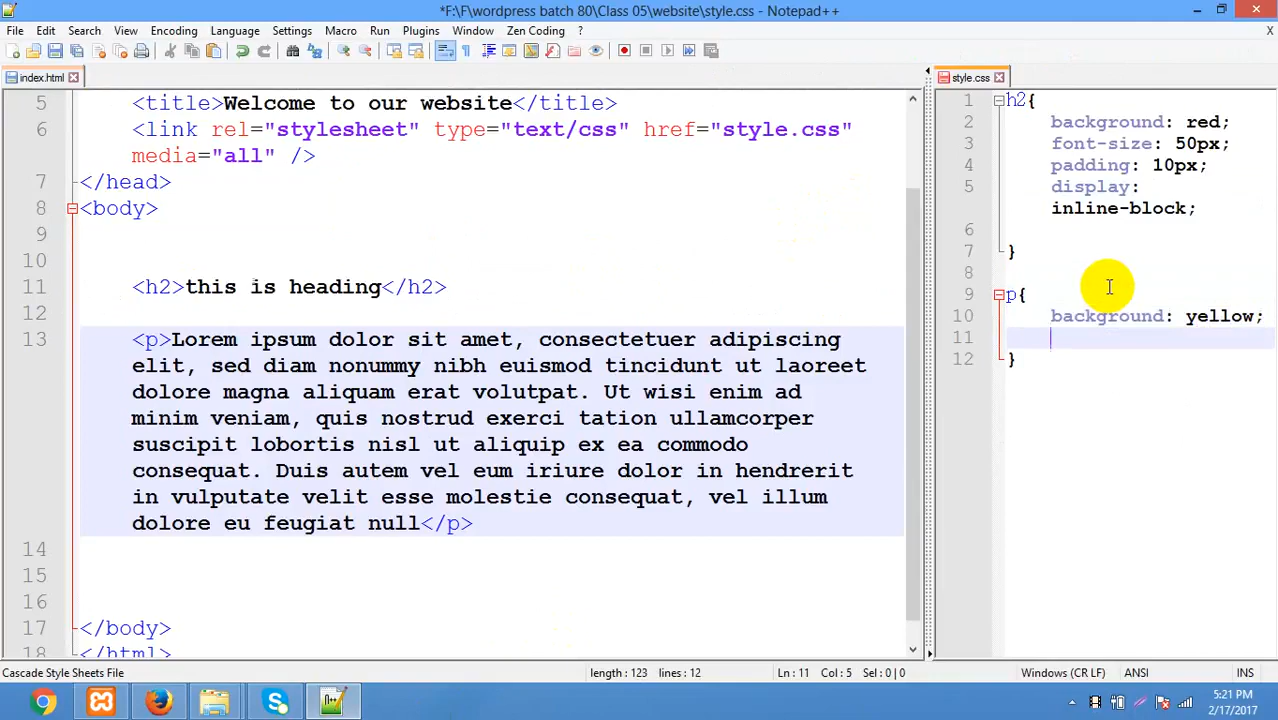 *F:\F\wordpress batch 80\Class 05\website\style.css - Notepad++
File Edit Search View Encoding Language Settings Macro Run Plugins Window Zen Coding ? X
index.html
5 <title>Welcome to our website</title>
6 <link rel="stylesheet" type="text/css" href="style.css"
media="all" />
7 </head>
8 <body>
9
10
11 <h2>this is heading</h2>
12
13 <p>Lorem ipsum dolor sit amet, consectetuer adipiscing
elit, sed diam nonummy nibh euismod tincidunt ut laoreet
dolore magna aliquam erat volutpat. Ut wisi enim ad
minim veniam, quis nostrud exerci tation ullamcorper
suscipit lobortis nisl ut aliquip ex ea commodo
consequat. Duis autem vel eum iriure dolor in hendrerit
in vulputate velit esse molestie consequat, vel illum
dolore eu feugiat null</p>
14
15
16
17 </body>
18 </html>
style.css
1 h2{
2 background: red;
3 font-size: 50px;
4 padding: 10px;
5 display:
inline-block;
6
7 }
8
9 p{
10 background: yellow;
11
12 }
Cascade Style Sheets File length : 123 lines : 12 Ln : 11 Col : 5 Sel : 0 | 0 Windows (CR LF) ANSI INS
5:21 PM
2/17/2017